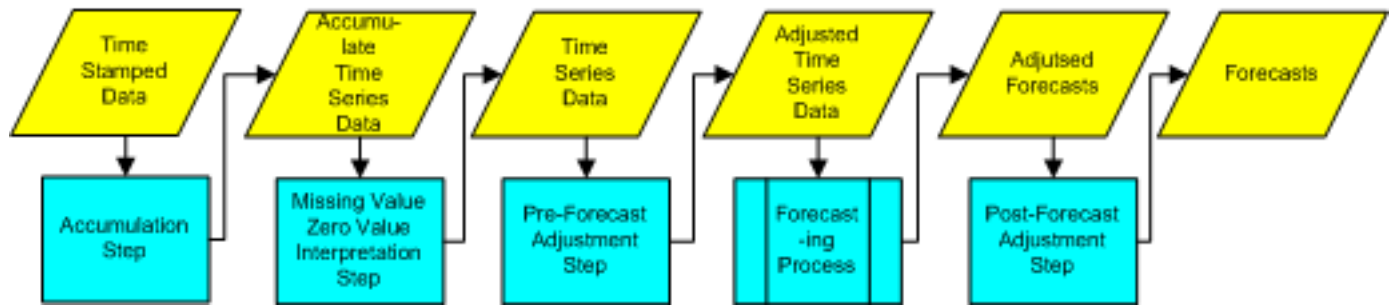 Time
Stamped
Data
Accumu-
late
Time
Series
Data
Time
Series
Data
Adjusted
Time
Series
Data
Adjutsed
Forecasts
Forecasts
Accumulation
Step
Missing Value
Zero Value
Interpretation
Step
Pre-Forecast
Adjustment
Step
Forecast
-ing
Process
Post-Forecast
Adjustment
Step